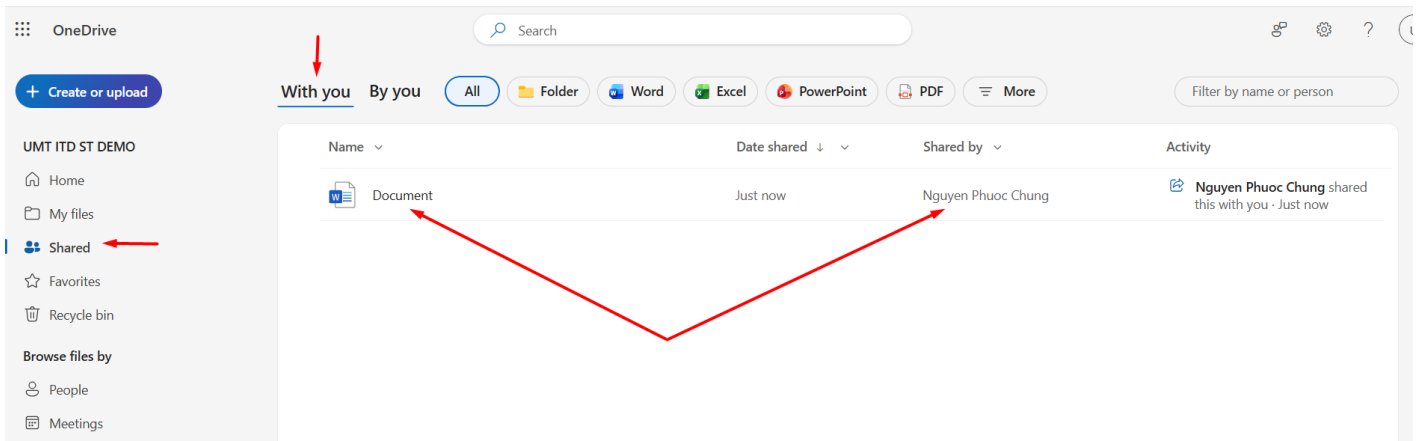 OneDrive
Search
Create or upload
With you By you All Folder Word Excel PowerPoint PDF More Filter by name or person
UMT ITD ST DEMO
Home
My files
Shared
Favorites
Recycle bin
Browse files by
People
Meetings
Name Date shared Shared by Activity
Document Just now Nguyen Phuoc Chung Nguyen Phuoc Chung shared
this with you · Just now